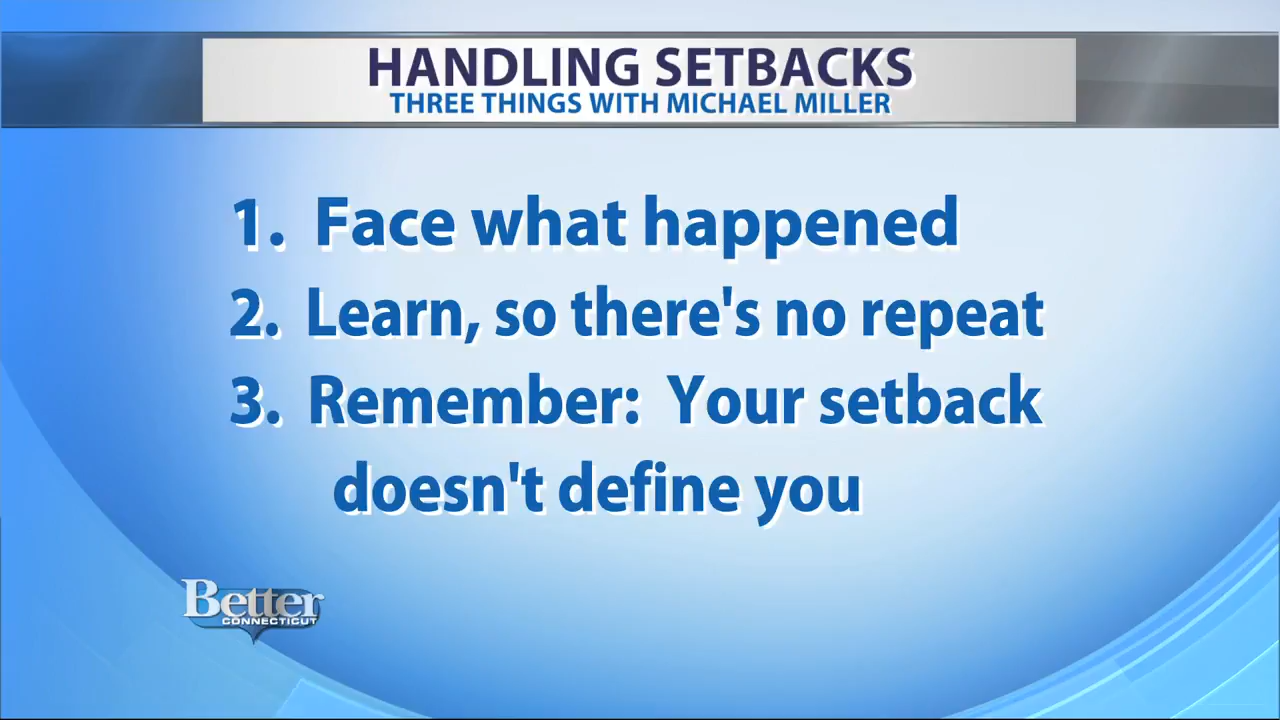 HANDLING SETBACKS
THREE THINGS WITH MICHAEL MILLER
1. Face what happened
2. Learn, so there's no repeat
3. Remember: Your setback
doesn't define you
Better
CONNECTICUT